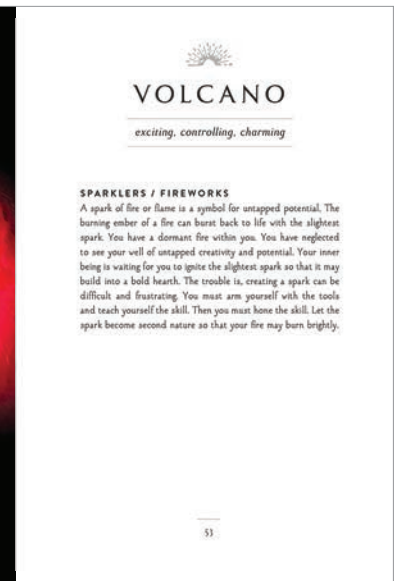 VOLCANO
exciting, controlling, charming
SPARKLERS / FIREWORKS
A spark of fire or flame is a symbol for untapped potential. The
burning ember of a fire can burst back to life with the slightest
spark. You have a dormant fire within you. You have neglected
to see your well of untapped creativity and potential. Your inner
being is waiting for you to ignite the slightest spark so that it may
build into a bold hearth. The trouble is, creating a spark can be
difficult and frustrating. You must arm yourself with the tools
and teach yourself the skill. Then you must hone the skill. Let the
spark become second nature so that your fire may burn brightly.
53